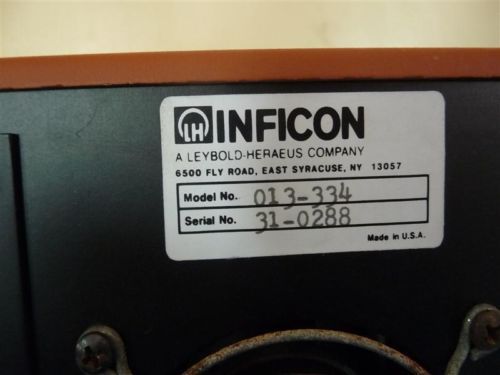 LH INFICON
A LEYBOLD-HERAEUS COMPANY
6500 FLY ROAD, EAST SYRACUSE, NY 13057
Model No. 013-334
Serial No. 31-0288
Made in U.S.A.